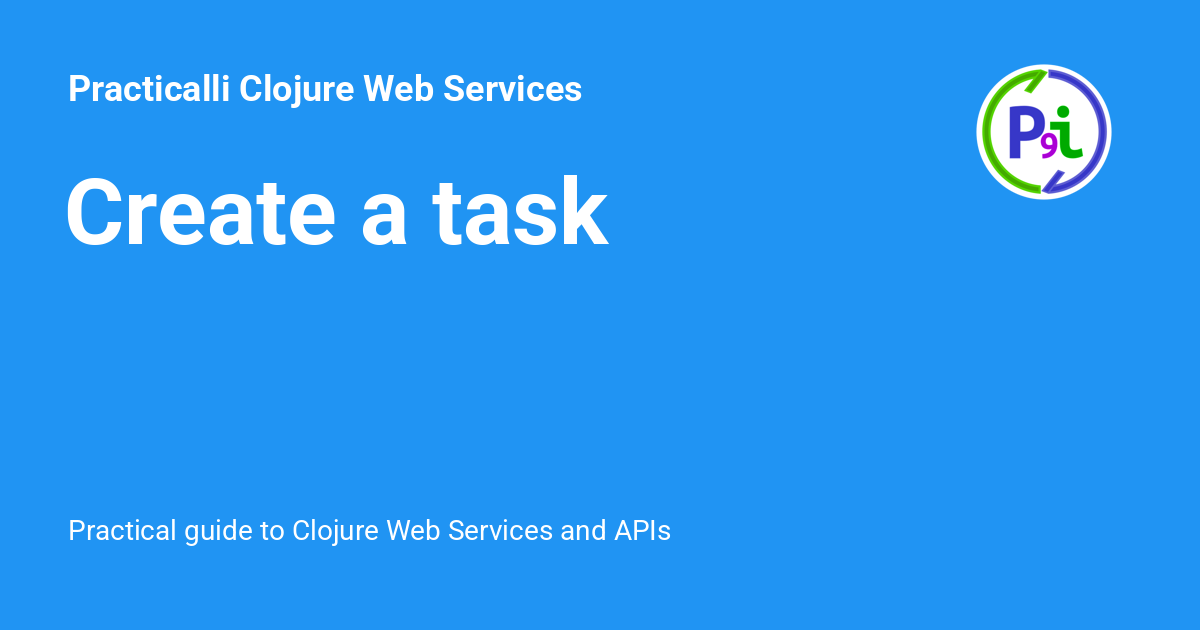 Practicalli Clojure Web Services
P9i
Create a task
Practical guide to Clojure Web Services and APIs